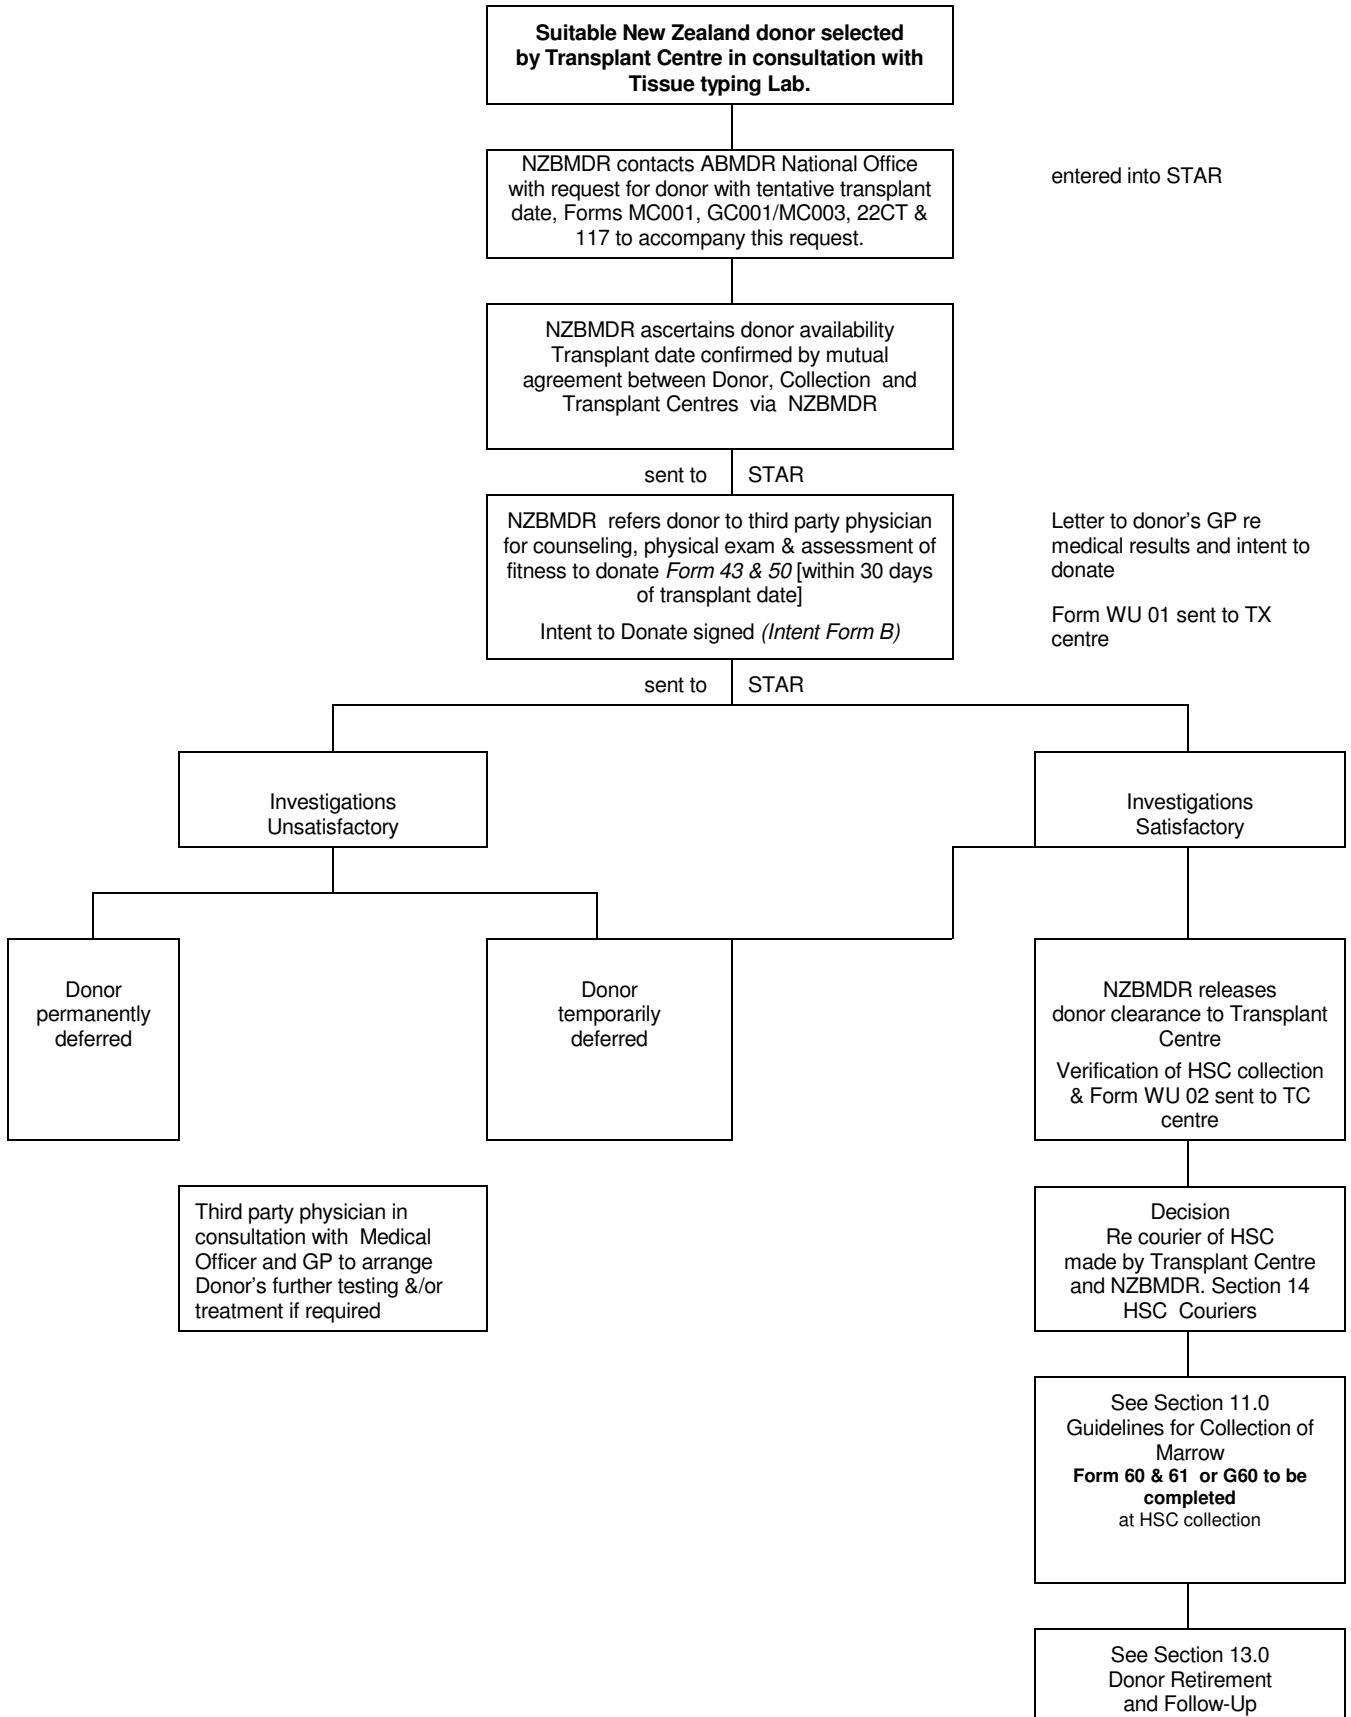 Suitable New Zealand donor selected
by Transplant Centre in consultation with
Tissue typing Lab.
NZBMDR contacts ABMDR National Office
with request for donor with tentative transplant
date, Forms MC001, GC001/MC003, 22CT &
117 to accompany this request.
entered into STAR
NZBMDR ascertains donor availability
Transplant date confirmed by mutual
agreement between Donor, Collection and
Transplant Centres via NZBMDR
sent to STAR
NZBMDR refers donor to third party physician
for counseling, physical exam & assessment of
fitness to donate Form 43 & 50 [within 30 days
of transplant date]
Intent to Donate signed (Intent Form B)
Letter to donor's GP re
medical results and intent to
donate
Form WU 01 sent to TX
centre
sent to STAR
Investigations
Unsatisfactory
Investigations
Satisfactory
Donor
permanently
deferred
Donor
temporarily
deferred
NZBMDR releases
donor clearance to Transplant
Centre
Verification of HSC collection
& Form WU 02 sent to TC
centre
Third party physician in
consultation with Medical
Officer and GP to arrange
Donor's further testing &/or
treatment if required
Decision
Re courier of HSC
made by Transplant Centre
and NZBMDR. Section 14
HSC Couriers
See Section 11.0
Guidelines for Collection of
Marrow
Form 60 & 61 or G60 to be
completed
at HSC collection
See Section 13.0
Donor Retirement
and Follow-Up